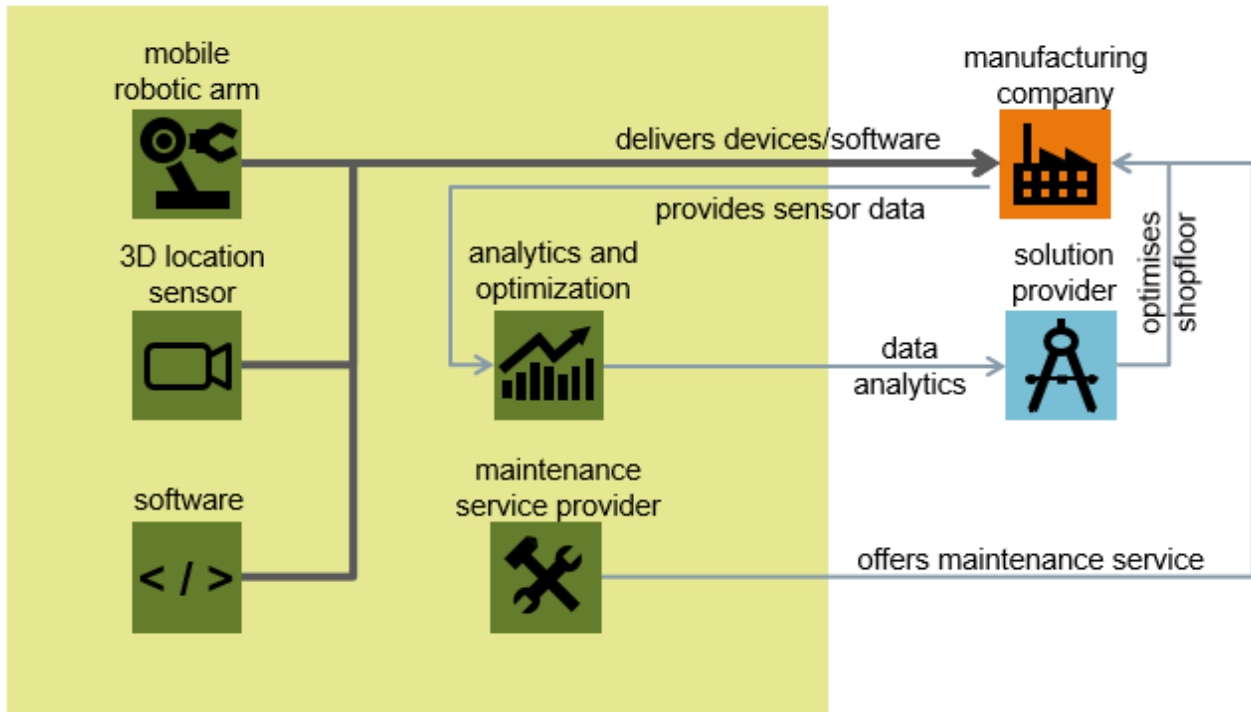 mobile
robotic arm
manufacturing
company
delivers devices/software
provides sensor data
3D location
sensor
analytics and
optimization
solution
provider
optimises
shopfloor
data
analytics
software
maintenance
service provider
< / >
offers maintenance service